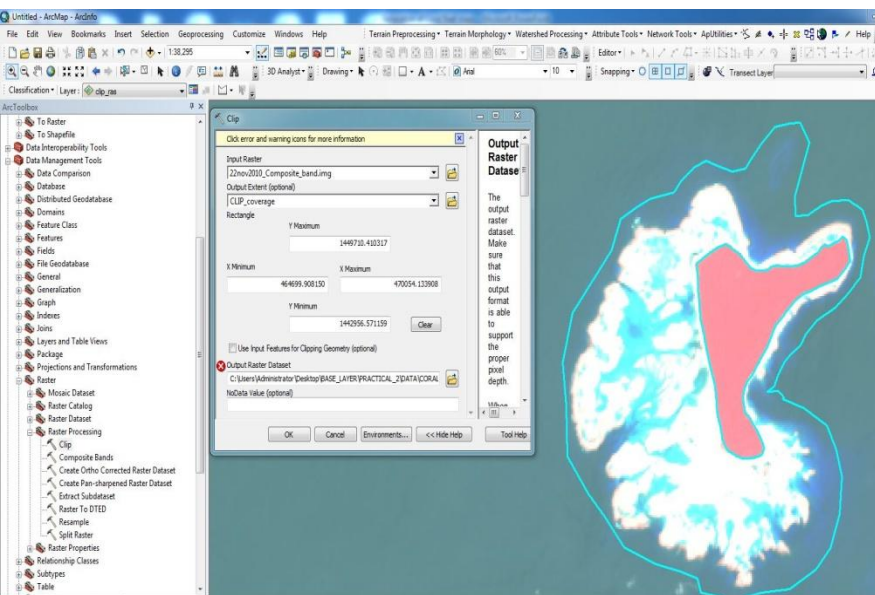 Untitled - ArcMap - ArcInfo
File Edit View Bookmarks Insert Selection Geoprocessing Customize Windows Help Terrain Preprocessing Terrain Morphology Watershed Processing Attribute Tools Network Tools ApUtilities Help
1:38,295 60% Editor
3D Analyst Drawing A Arial 10 Snapping Transect Layer
Classification Layer: clip_ras
ArcToolbox
To Raster
To Shapefile
Data Interoperability Tools
Data Management Tools
Data Comparison
Database
Distributed Geodatabase
Domains
Feature Class
Features
Fields
File Geodatabase
General
Generalization
Graph
Indexes
Joins
Layers and Table Views
Package
Projections and Transformations
Raster
Mosaic Dataset
Raster Catalog
Raster Dataset
Raster Processing
Clip
Composite Bands
Create Ortho Corrected Raster Dataset
Create Pan-sharpened Raster Dataset
Extract Subdataset
Raster To DTED
Resample
Split Raster
Raster Properties
Relationship Classes
Subtypes
Table
Clip
Click error and warning icons for more information
Input Raster
22nov2010_Composite_band.img
Output Extent (optional)
CLIP_coverage
Rectangle
Y Maximum
1449710.410317
X Minimum X Maximum
464699.908150 470054.133908
Y Minimum
1442956.571159 Clear
Use Input Features for Clipping Geometry (optional)
Output Raster Dataset
C:\Users\Administrator\Desktop\BASE_LAYER\PRACTICAL_2\DATA\CORAL
NoData Value (optional)
OK Cancel Environments... << Hide Help Tool Help
Output
Raster
Datase
The
output
raster
dataset.
Make
sure
that
this
output
format
is able
to
support
the
proper
pixel
depth.
When